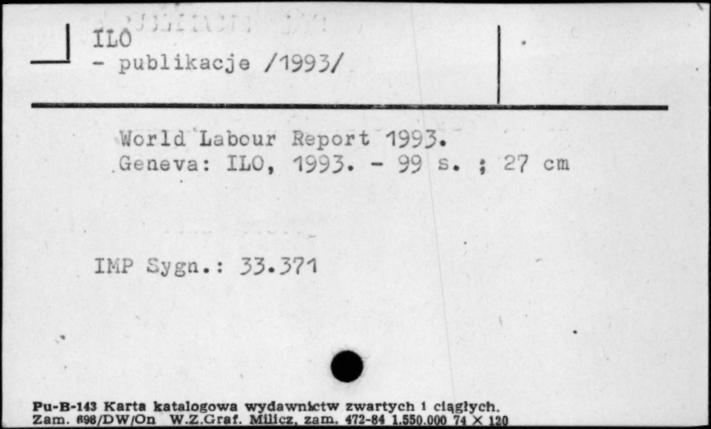 ILO
- publikacje /1993/
World Labour Report 1993.
Geneva: ILO, 1993. - 99 s. ; 27 cm
IMP Sygn.: 33.371
Pu-B-143 Karta katalogowa wydawnictw zwartych i ciągłych.
Zam. 698/DW/On W.Z.Graf. Milicz, zam. 472-84 1.550.000 74 X 120